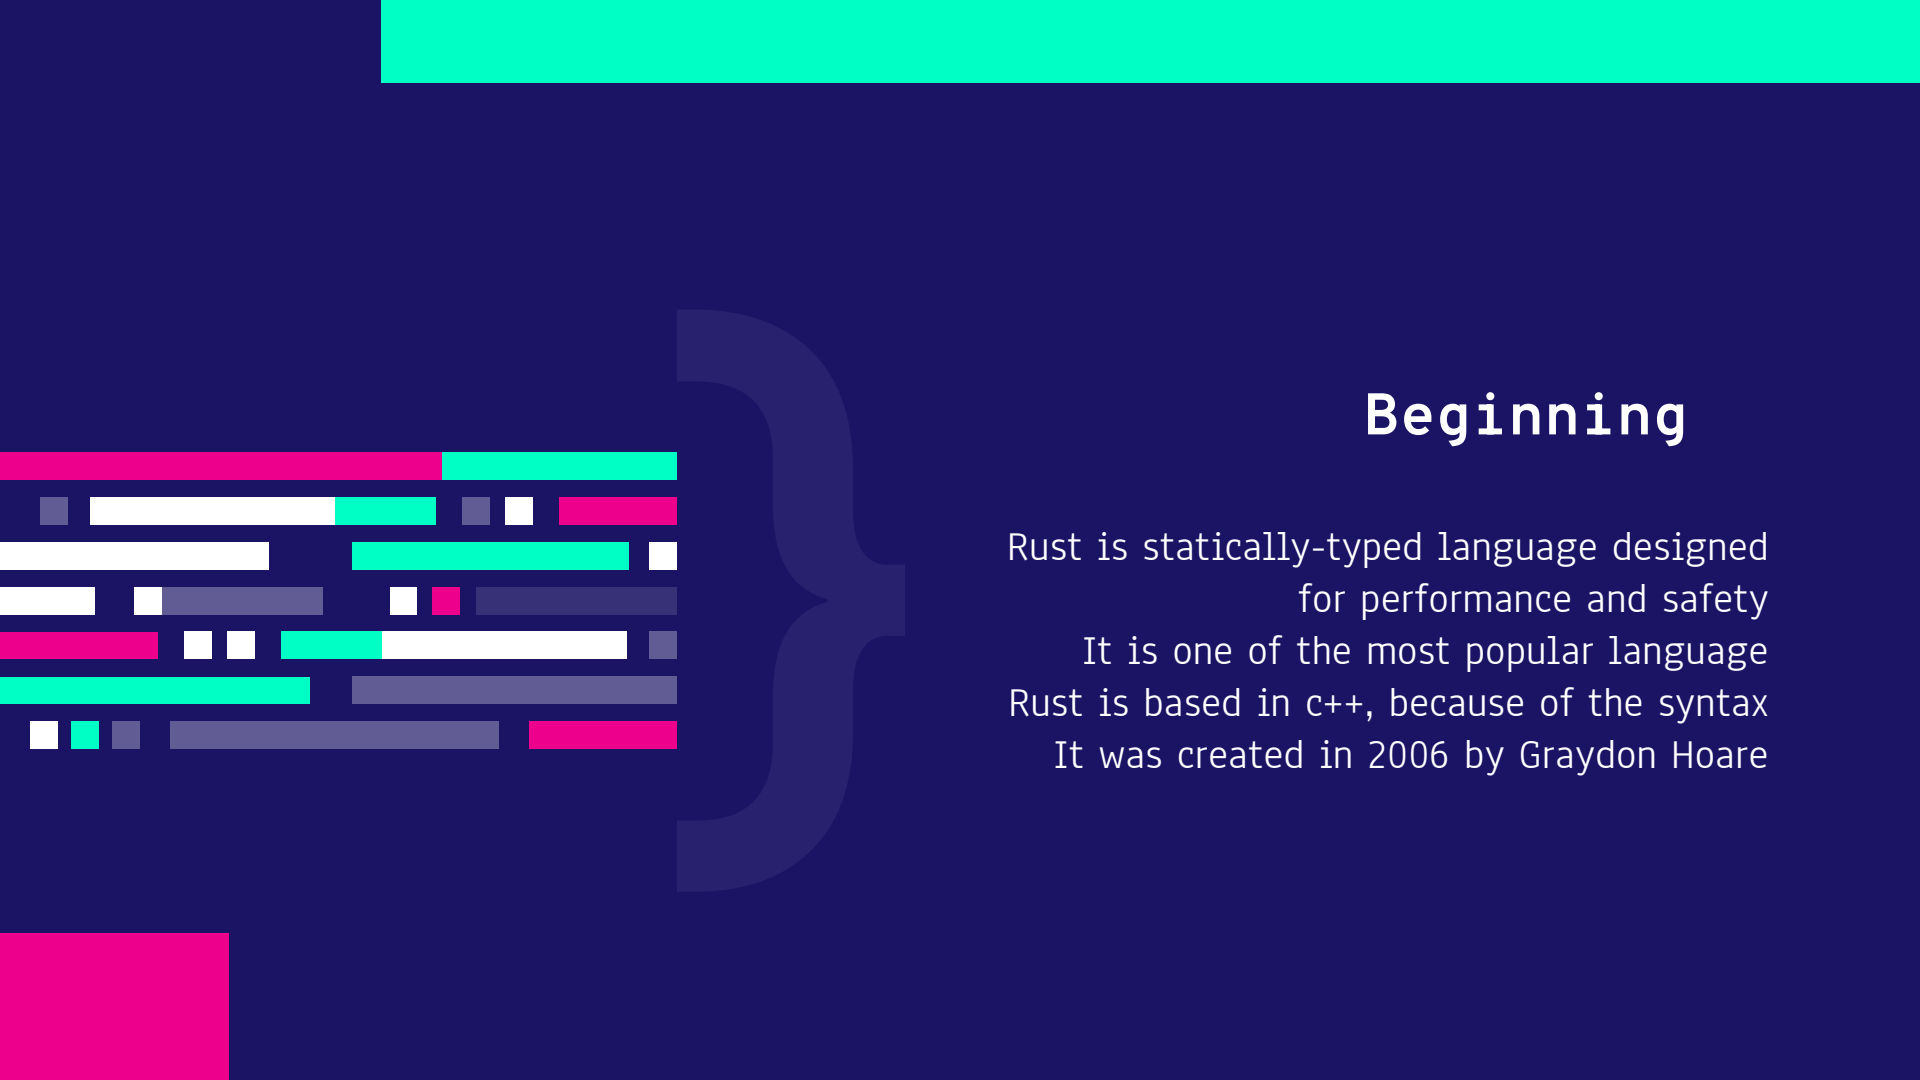 Beginning
Rust is statically-typed language designed
for performance and safety
It is one of the most popular language
Rust is based in c++, because of the syntax
It was created in 2006 by Graydon Hoare